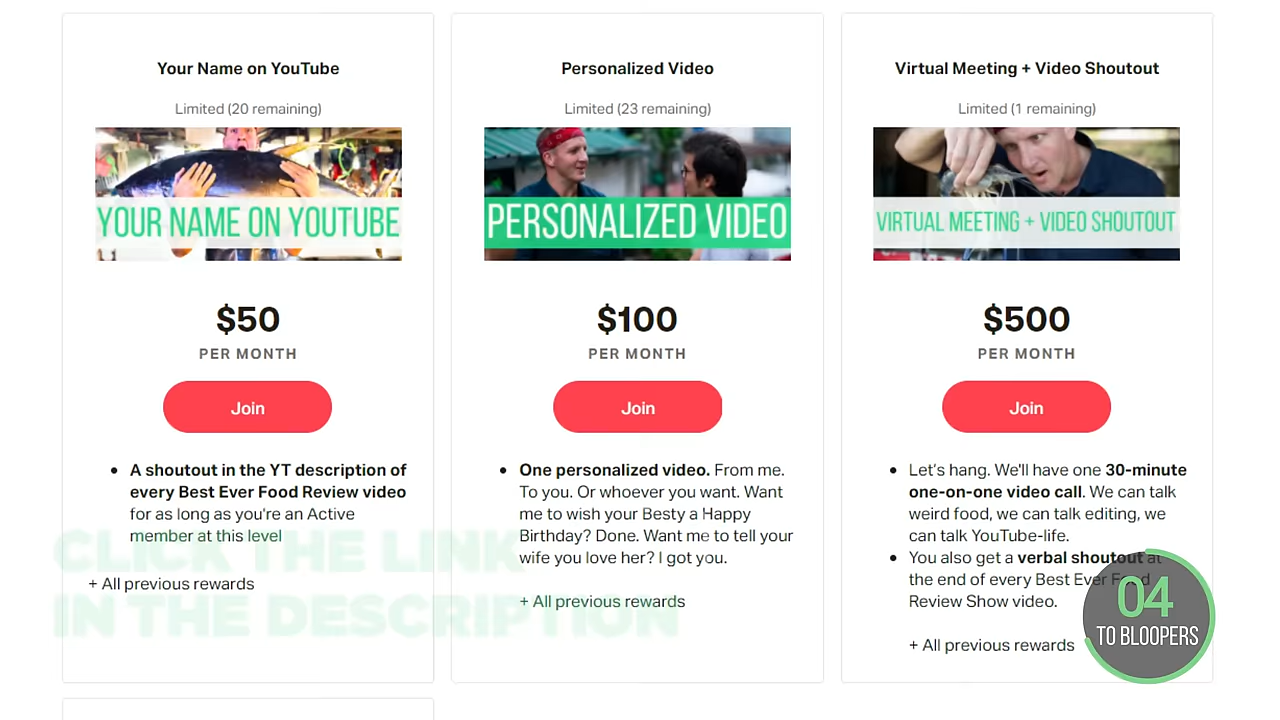 Your Name on YouTube
Limited (20 remaining)
YOUR NAME ON YOUTUBE
$50
PER MONTH
Join
• A shoutout in the YT description of
every Best Ever Food Review video
for as long as you're an Active
member at this level
+ All previous rewards
Personalized Video
Limited (23 remaining)
PERSONALIZED VIDEO
$100
PER MONTH
Join
• One personalized video. From me.
To you. Or whoever you want. Want
me to wish your Besty a Happy
Birthday? Done. Want me to tell your
wife you love her? I got you.
+ All previous rewards
Virtual Meeting + Video Shoutout
Limited (1 remaining)
VIRTUAL MEETING + VIDEO SHOUTOUT
$500
PER MONTH
Join
• Let's hang. We'll have one 30-minute
one-on-one video call. We can talk
weird food, we can talk editing, we
can talk YouTube-life.
• You also get a verbal shoutout at
the end of every Best Ever Food
Review Show video.
+ All previous rewards
CLICK THE LINK
IN THE DESCRIPTION
04
TO BLOOPERS